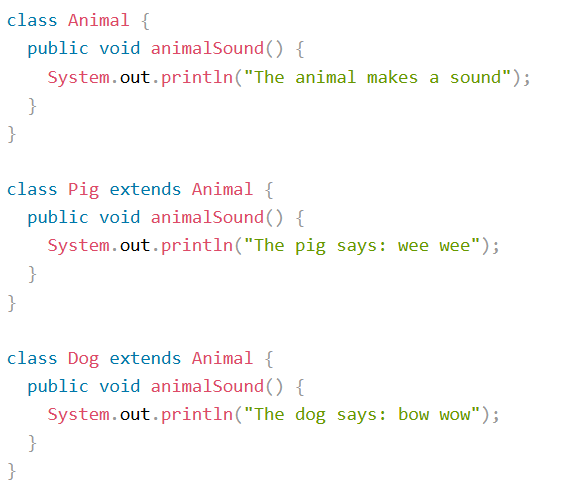 class Animal {
  public void animalSound() {
    System.out.println("The animal makes a sound");
  }
}

class Pig extends Animal {
  public void animalSound() {
    System.out.println("The pig says: wee wee");
  }
}

class Dog extends Animal {
  public void animalSound() {
    System.out.println("The dog says: bow wow");
  }
}